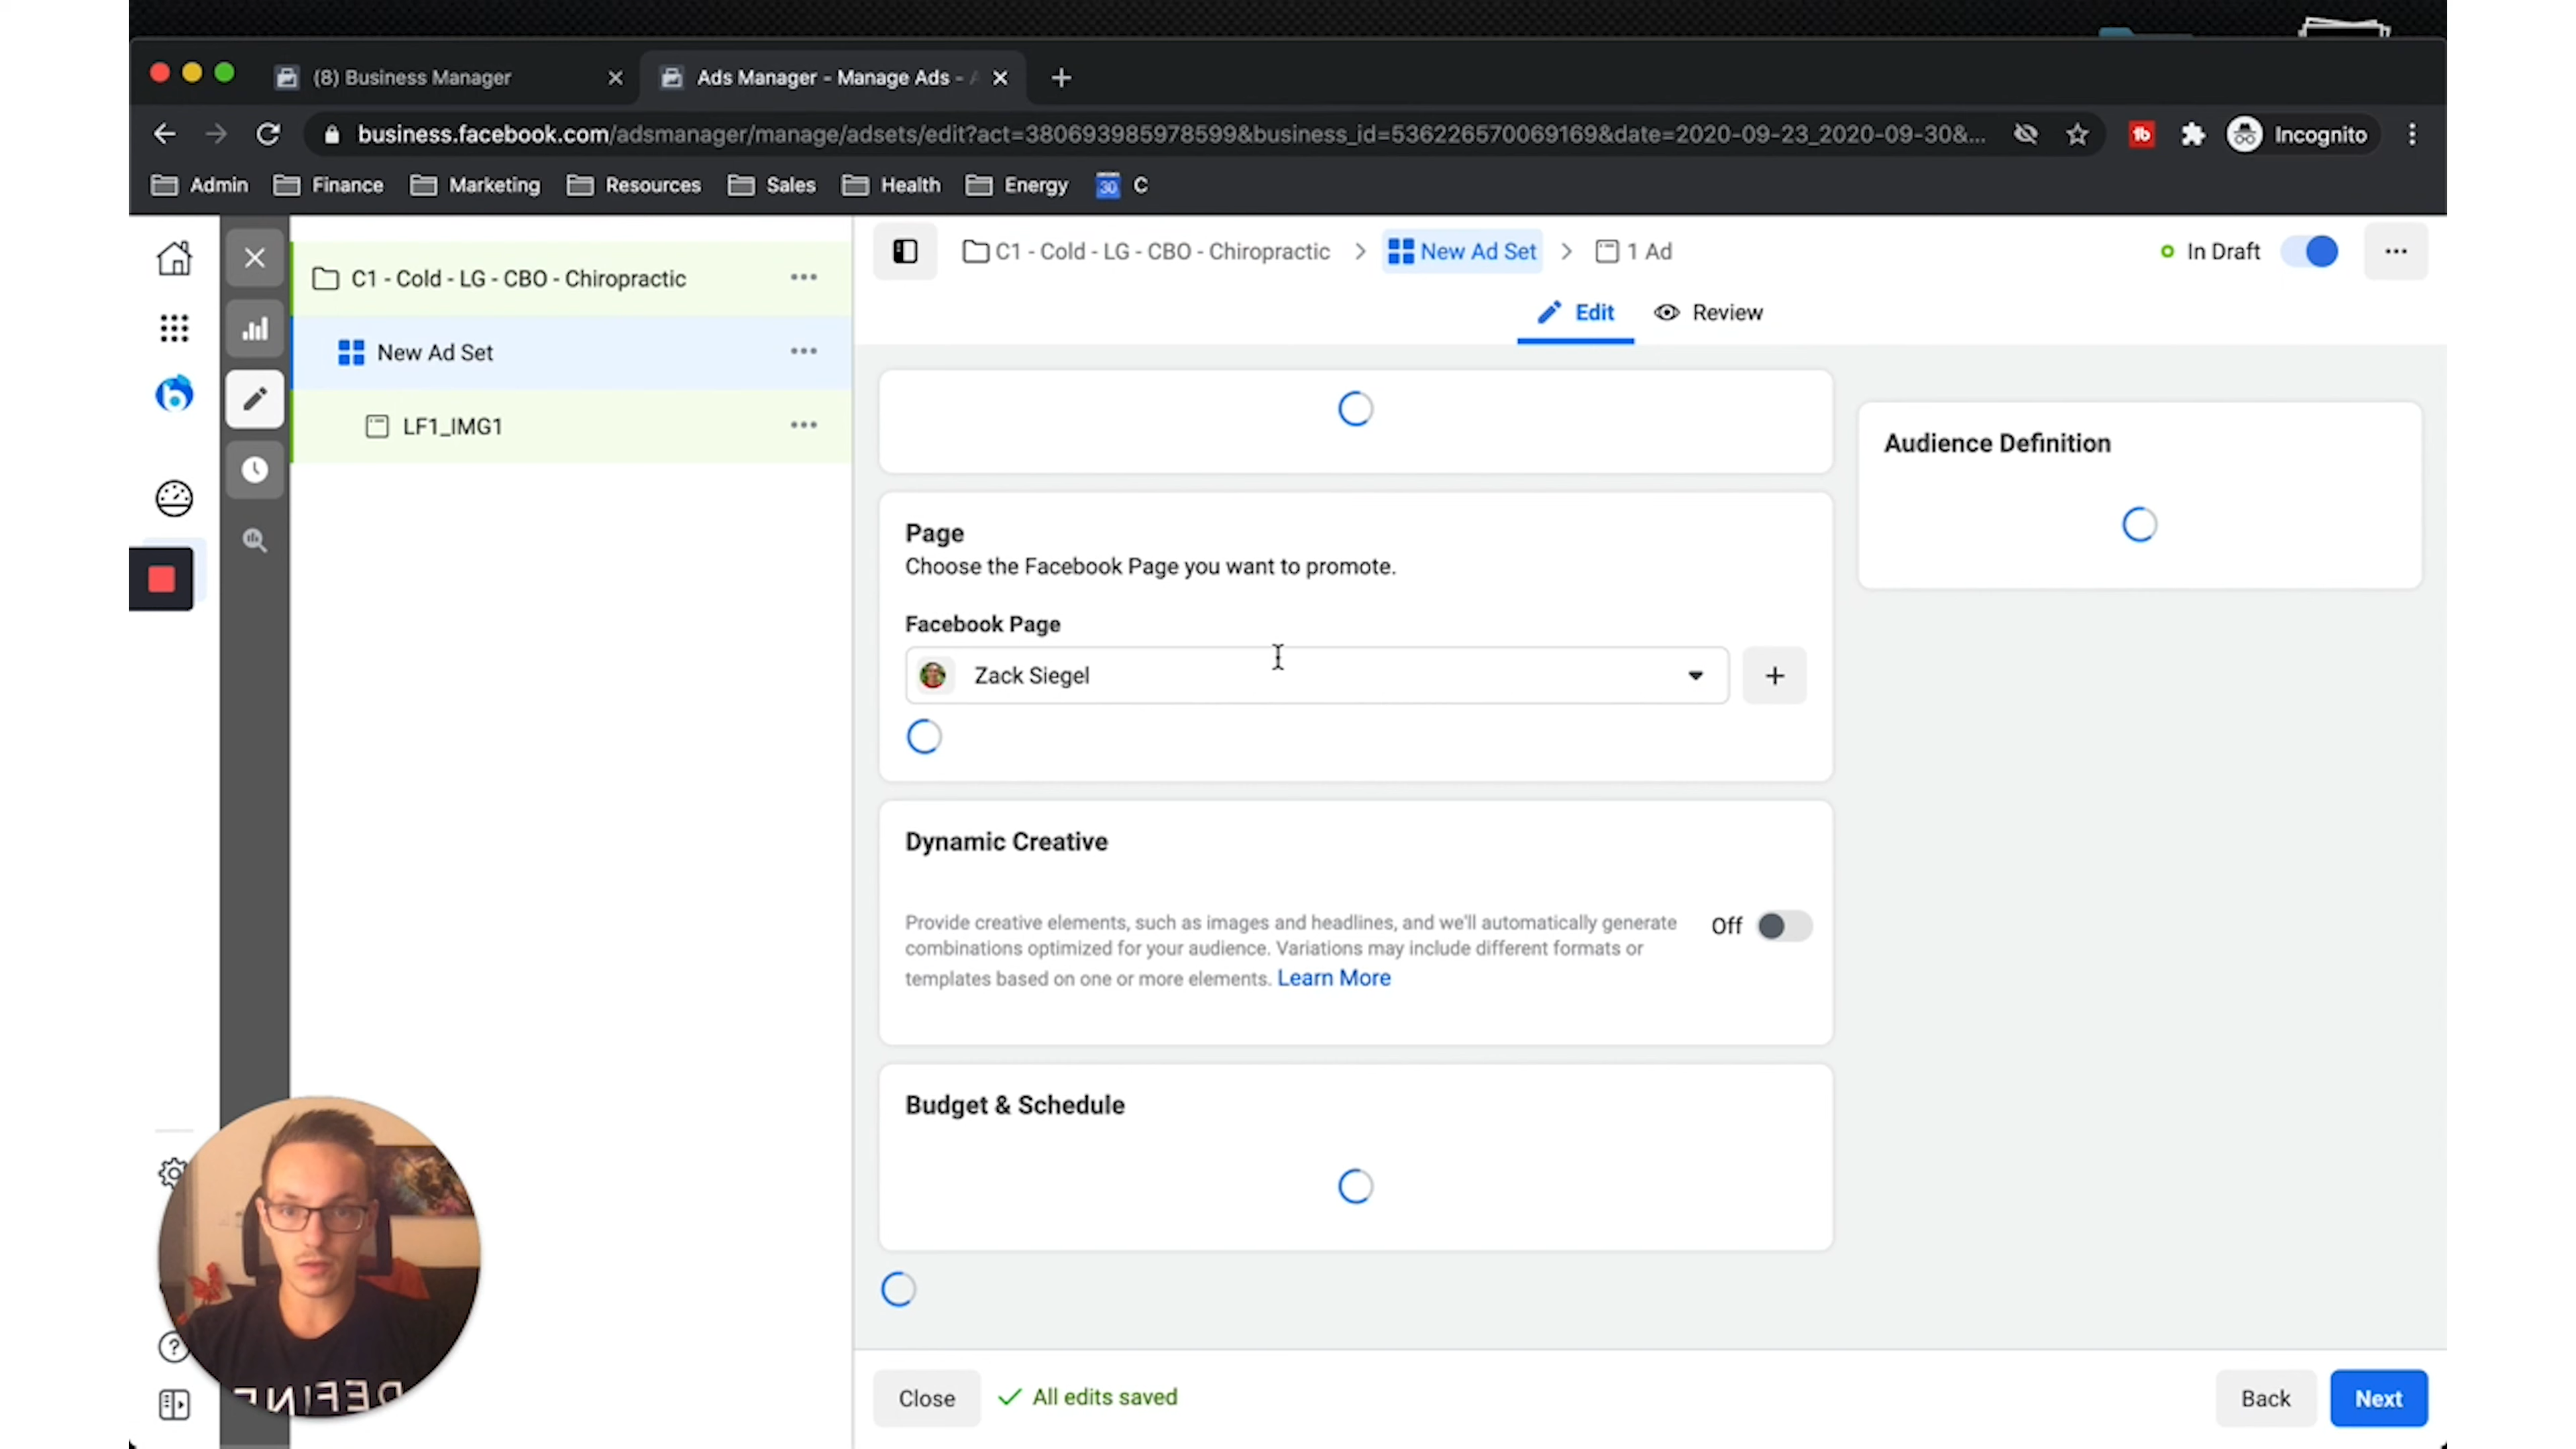 (8) Business Manager
Ads Manager - Manage Ads - A
business.facebook.com/adsmanager/manage/adsets/edit?act=380693985978599&business_id=536226570069169&date=2020-09-23_2020-09-30&...
Incognito
Admin Finance Marketing Resources Sales Health Energy 30 C
C1 - Cold - LG - CBO - Chiropractic
New Ad Set
LF1_IMG1
C1 - Cold - LG - CBO - Chiropractic > New Ad Set > 1 Ad
In Draft
Edit Review
Audience Definition
Page
Choose the Facebook Page you want to promote.
Facebook Page
Zack Siegel
Dynamic Creative
Provide creative elements, such as images and headlines, and we'll automatically generate
combinations optimized for your audience. Variations may include different formats or
templates based on one or more elements. Learn More
Off
Budget & Schedule
DEFINE
Close All edits saved
Back Next